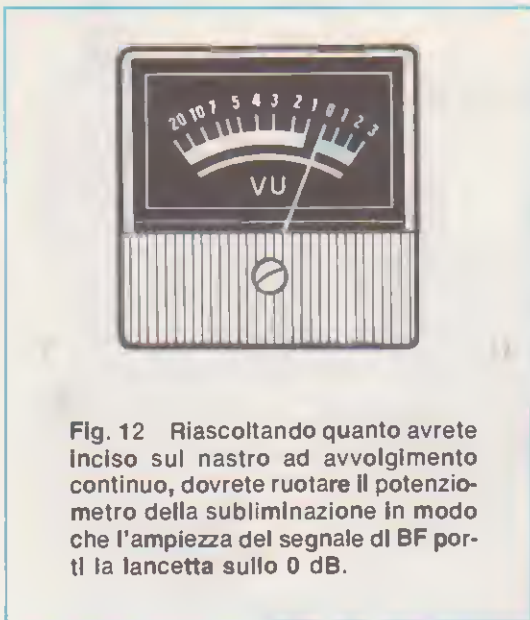 20 10 7 5 4 3 2 1 0 1 2 3
VU
Fig. 12 Riascoltando quanto avrete
inciso sul nastro ad avvolgimento
continuo, dovrete ruotare il potenzio-
metro della subliminazione in modo
che l'ampiezza del segnale di BF por-
ti la lancetta sullo 0 dB.